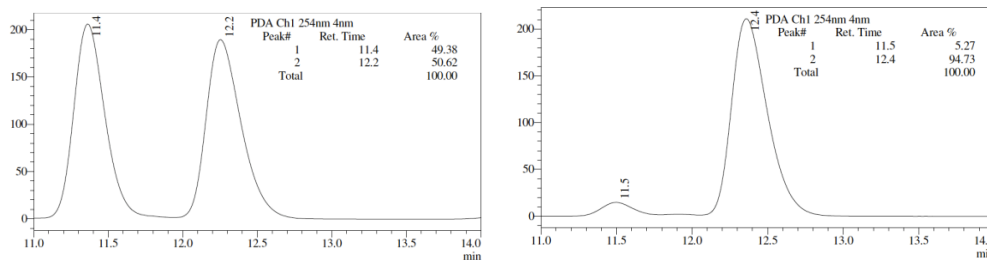 PDA Ch1 254nm 4nm
Peak# Ret. Time Area %
1 11.4 49.38
2 12.2 50.62
Total 100.00
11.4
12.2
200
150
100
50
0
11.0 11.5 12.0 12.5 13.0 13.5 14.0
min
PDA Ch1 254nm 4nm
Peak# Ret. Time Area %
1 11.5 5.27
2 12.4 94.73
Total 100.00
12.4
11.5
200
150
100
50
0
11.0 11.5 12.0 12.5 13.0 13.5 14.0